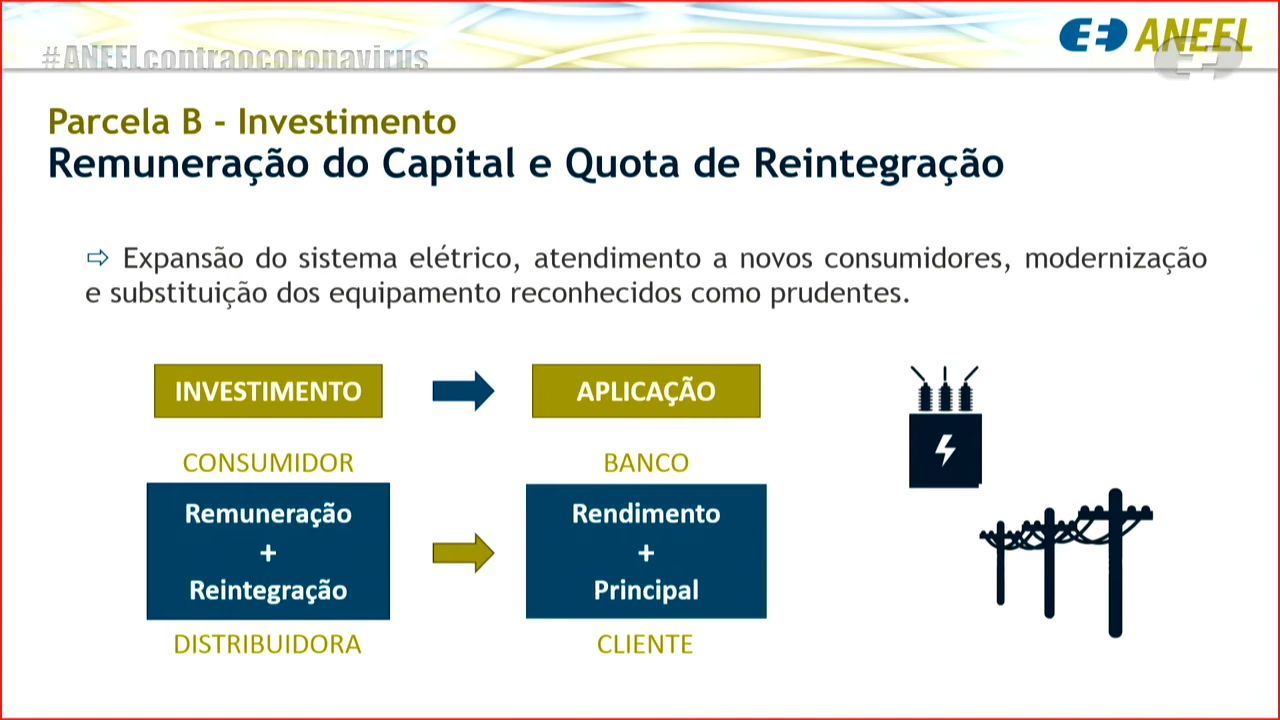 #ANEELcontraocoronavirus
ANEEL
Parcela B - Investimento
Remuneração do Capital e Quota de Reintegração
⇨ Expansão do sistema elétrico, atendimento a novos consumidores, modernização
e substituição dos equipamento reconhecidos como prudentes.
INVESTIMENTO
APLICAÇÃO
CONSUMIDOR
BANCO
Remuneração
+
Reintegração
Rendimento
+
Principal
DISTRIBUIDORA
CLIENTE